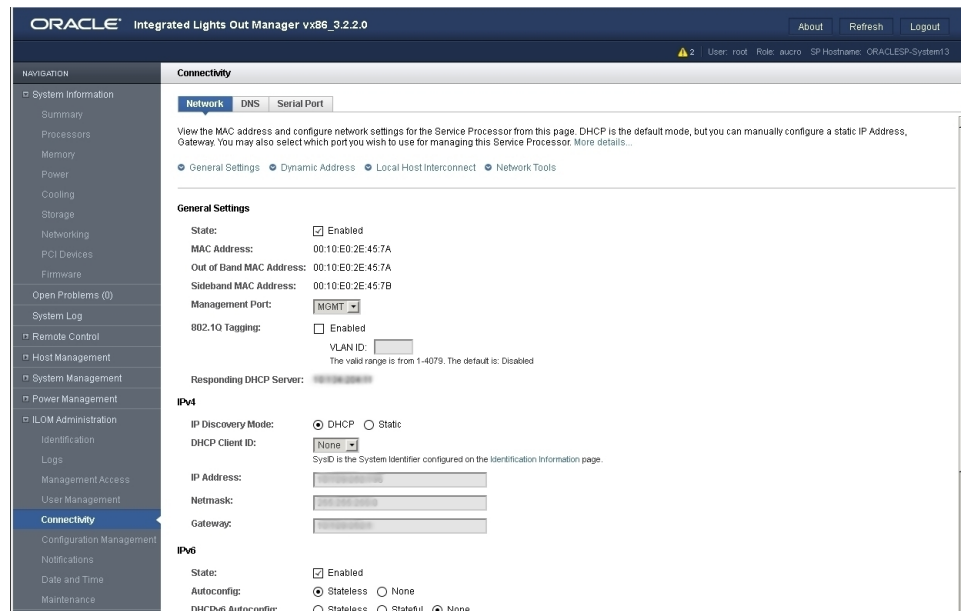 ORACLE® Integrated Lights Out Manager vx86_3.2.2.0
About Refresh Logout
2 User: root Role: aucro SP Hostname: ORACLESP-System13
NAVIGATION
System Information
Summary
Processors
Memory
Power
Cooling
Storage
Networking
PCI Devices
Firmware
Open Problems (0)
System Log
Remote Control
Host Management
System Management
Power Management
ILOM Administration
Identification
Logs
Management Access
User Management
Connectivity
Configuration Management
Notifications
Date and Time
Maintenance
Connectivity
Network DNS Serial Port
View the MAC address and configure network settings for the Service Processor from this page. DHCP is the default mode, but you can manually configure a static IP Address,
Gateway. You may also select which port you wish to use for managing this Service Processor. More details...
General Settings Dynamic Address Local Host Interconnect Network Tools
General Settings
State: Enabled
MAC Address: 00:10:E0:2E:45:7A
Out of Band MAC Address: 00:10:E0:2E:45:7A
Sideband MAC Address: 00:10:E0:2E:45:7B
Management Port: MGMT
802.1Q Tagging: Enabled
VLAN ID:
The valid range is from 1-4079. The default is: Disabled
Responding DHCP Server:
IPv4
IP Discovery Mode: DHCP Static
DHCP Client ID: None
SysID is the System Identifier configured on the Identification Information page.
IP Address:
Netmask:
Gateway:
IPv6
State: Enabled
Autoconfig: Stateless None
DHCPv6 Autoconfig: Stateless Stateful None